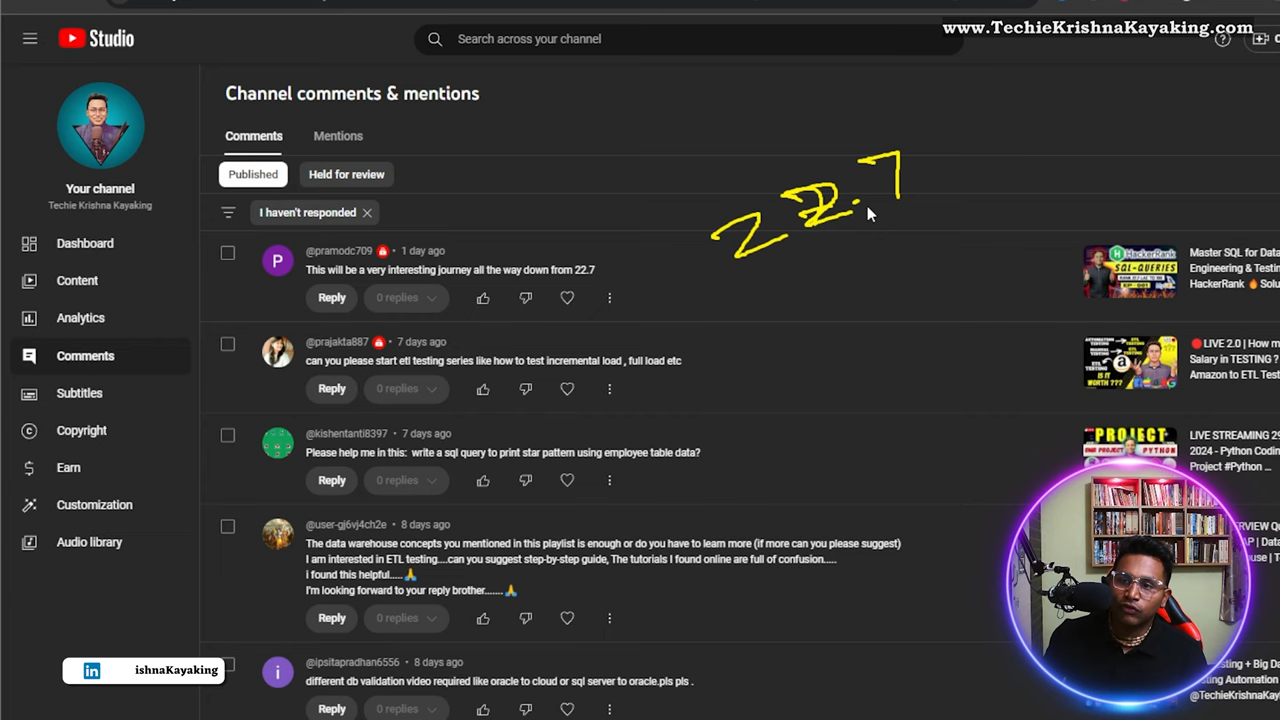 www.TechieKrishnaKayaking.com
Studio
Search across your channel
Channel comments & mentions
Comments
Mentions
Published
Held for review
I haven't responded
22.7
Your channel
Techie Krishna Kayaking
Dashboard
Content
Analytics
Comments
Subtitles
Copyright
Earn
Customization
Audio library
P
@pramodc709 • 1 day ago
This will be a very interesting journey all the way down from 22.7
Reply
0 replies
HackerRank
SQL-QUERIES
Master SQL for Data
Engineering & Testing
HackerRank 🔥 Solu
@prajakta887 • 7 days ago
can you please start etl testing series like how to test incremental load , full load etc
Reply
0 replies
🔴LIVE 2.0 | How m
Salary in TESTING ?
Amazon to ETL Test
@kishentanti8397 • 7 days ago
Please help me in this: write a sql query to print star pattern using employee table data?
Reply
0 replies
PROJECT
LIVE STREAMING 29
2024 - Python Coding
Project #Python ...
@user-gj6vj4ch2e • 8 days ago
The data warehouse concepts you mentioned in this playlist is enough or do you have to learn more (if more can you please suggest)
I am interested in ETL testing....can you suggest step-by-step guide, The tutorials I found online are full of confusion.....
i found this helpful.....🙏
I'm looking forward to your reply brother.......🙏
Reply
0 replies
i
@ipsitapradhan6556 • 8 days ago
different db validation video required like oracle to cloud or sql server to oracle.pls pls .
Reply
0 replies
in
ishnaKayaking